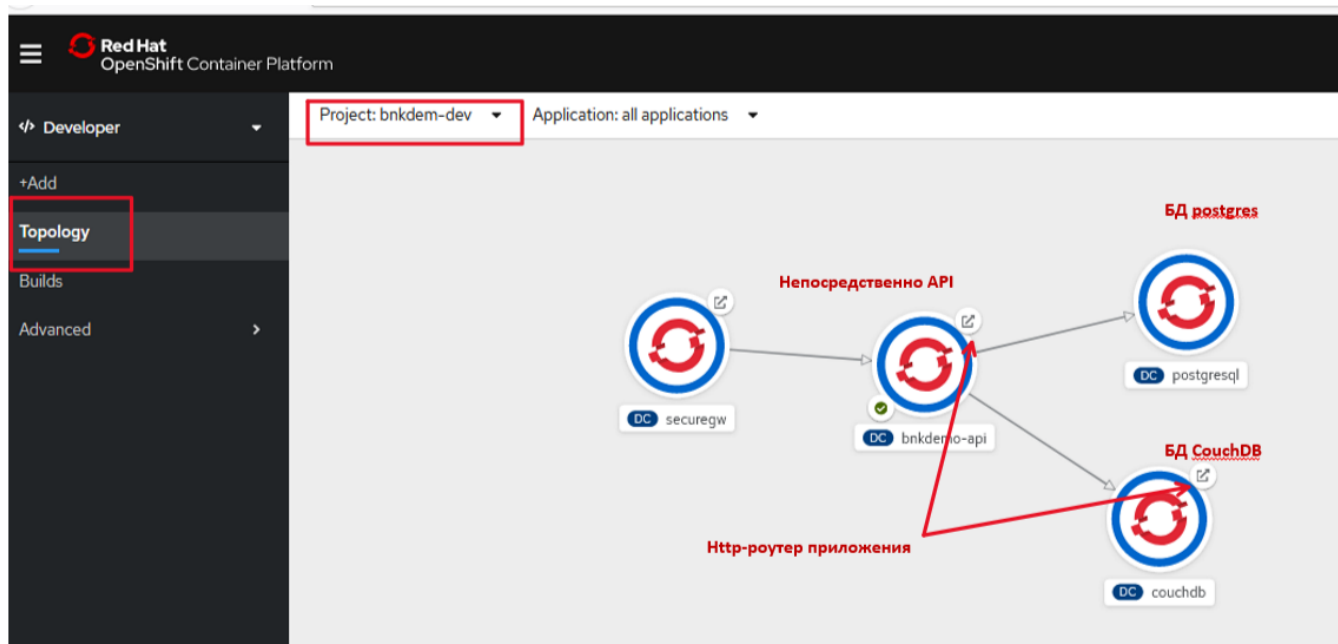 Red Hat
OpenShift Container Platform
Developer
Project: bnkdem-dev
Application: all applications
+Add
Topology
Builds
Advanced
БД postgres
Непосредственно API
DC postgresql
DC securegw
DC bnkdemo-api
БД CouchDB
Http-роутер приложения
DC couchdb